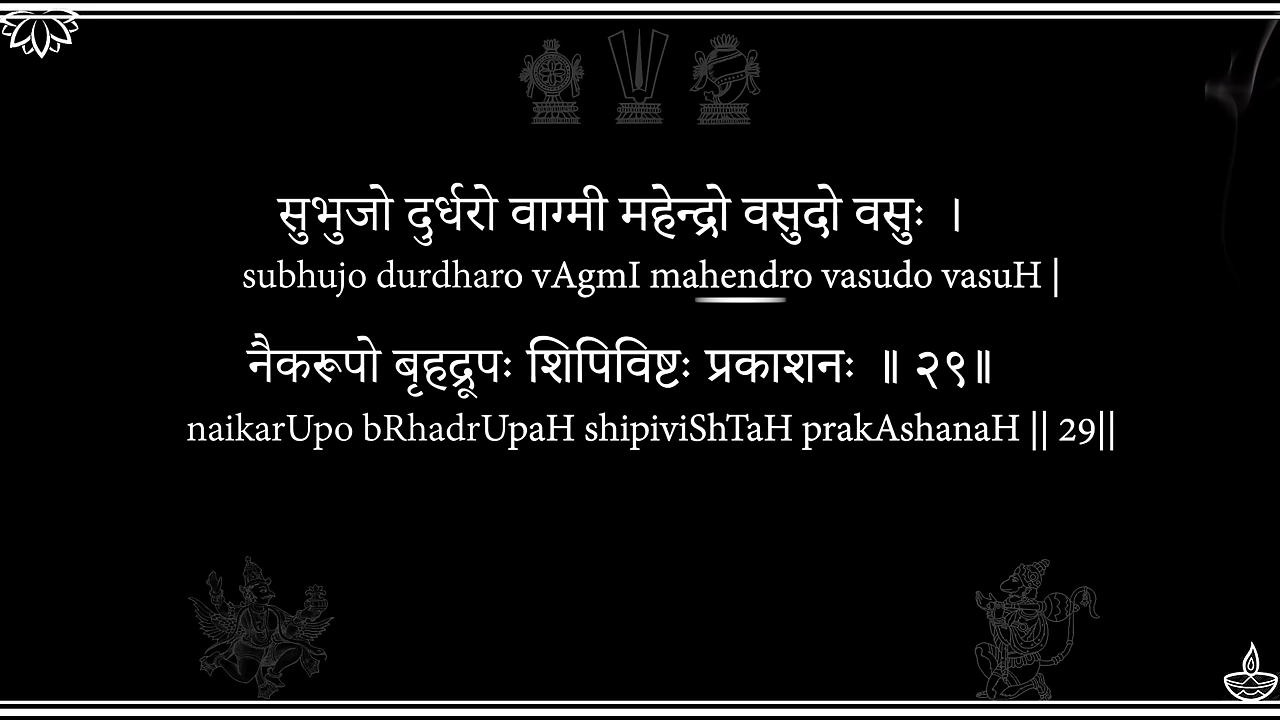 सुभुजो दुर्धरो वाग्मी महेन्द्रो वसुदो वसुः ।
subhujo durdharo vAgmI mahendro vasudo vasuH |
नैकरूपो बृहद्रूपः शिपिविष्टः प्रकाशनः ॥ २९॥
naikarUpo bRhadrUpaH shipiviShTaH prakAshanaH || 29||